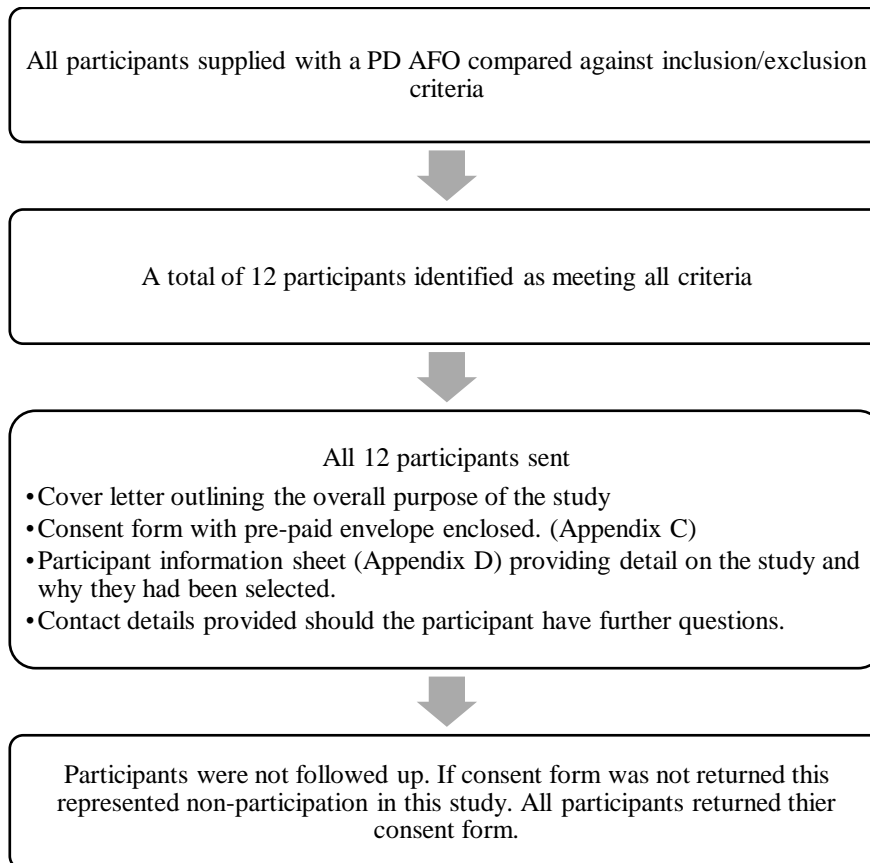 All participants supplied with a PD AFO compared against inclusion/exclusion
criteria
A total of 12 participants identified as meeting all criteria
All 12 participants sent
•Cover letter outlining the overall purpose of the study
•Consent form with pre-paid envelope enclosed. (Appendix C)
•Participant information sheet (Appendix D) providing detail on the study and
why they had been selected.
•Contact details provided should the participant have further questions.
Participants were not followed up. If consent form was not returned this
represented non-participation in this study. All participants returned thier
consent form.